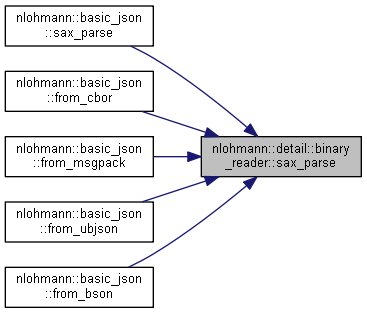 nlohmann::basic_json
::sax_parse
nlohmann::basic_json
::from_cbor
nlohmann::basic_json
::from_msgpack
nlohmann::basic_json
::from_ubjson
nlohmann::basic_json
::from_bson
nlohmann::detail::binary
_reader::sax_parse